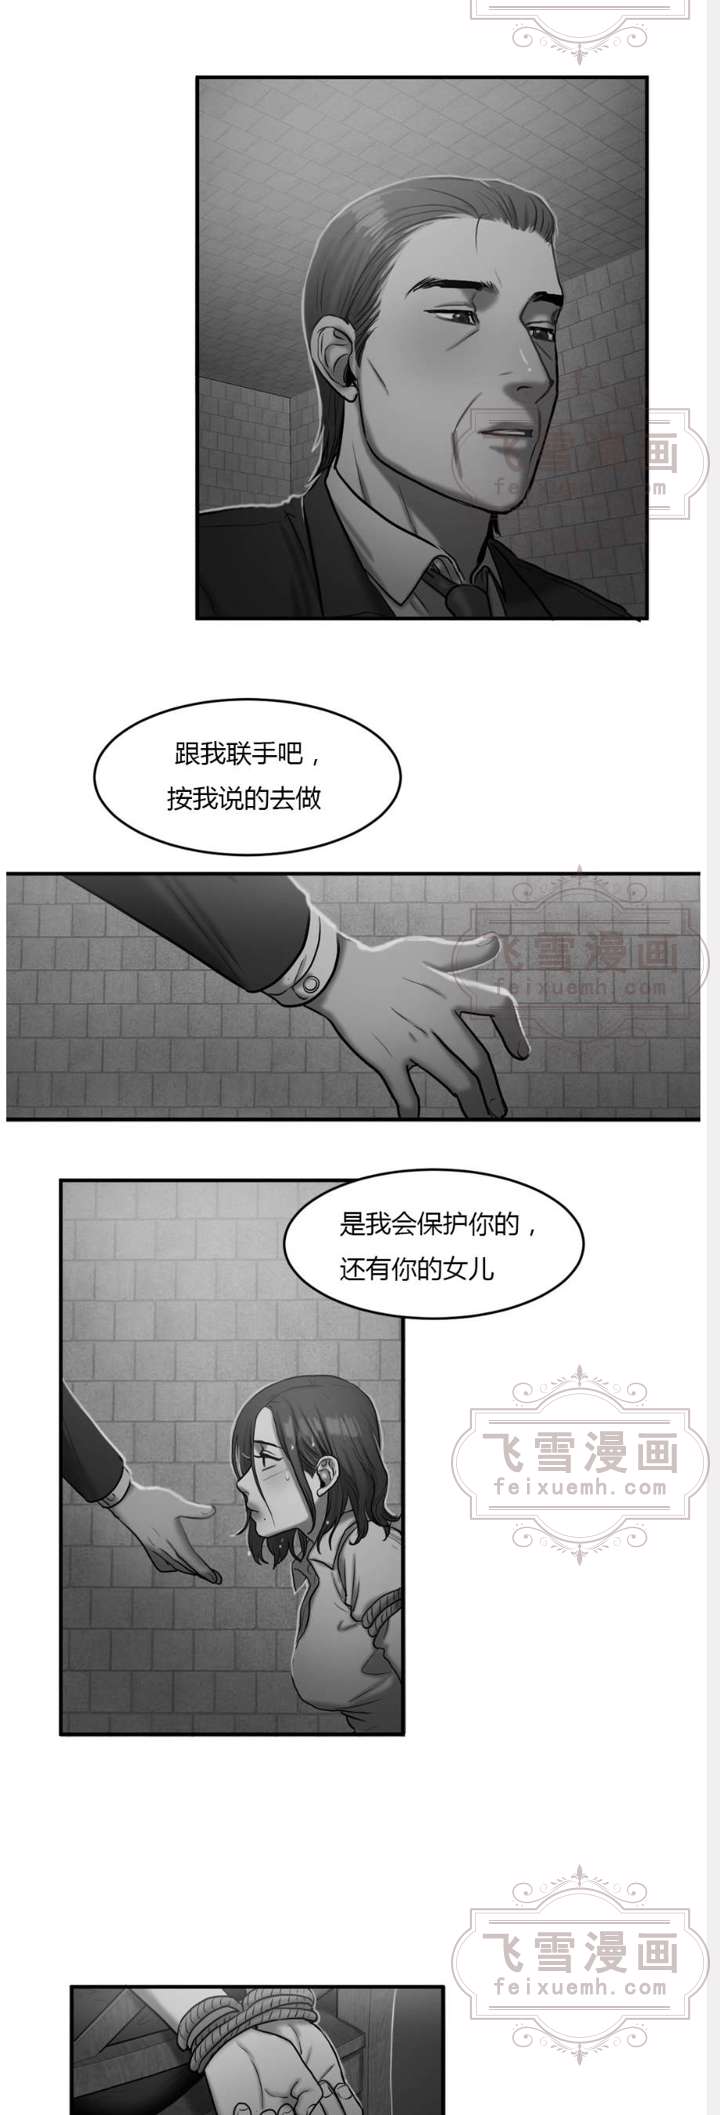 飞雪漫画
feixuemh.com
跟我联手吧，
按我说的去做
飞雪漫画
feixuemh.com
是我会保护你的，
还有你的女儿
飞雪漫画
feixuemh.com
飞雪漫画
feixuemh.com